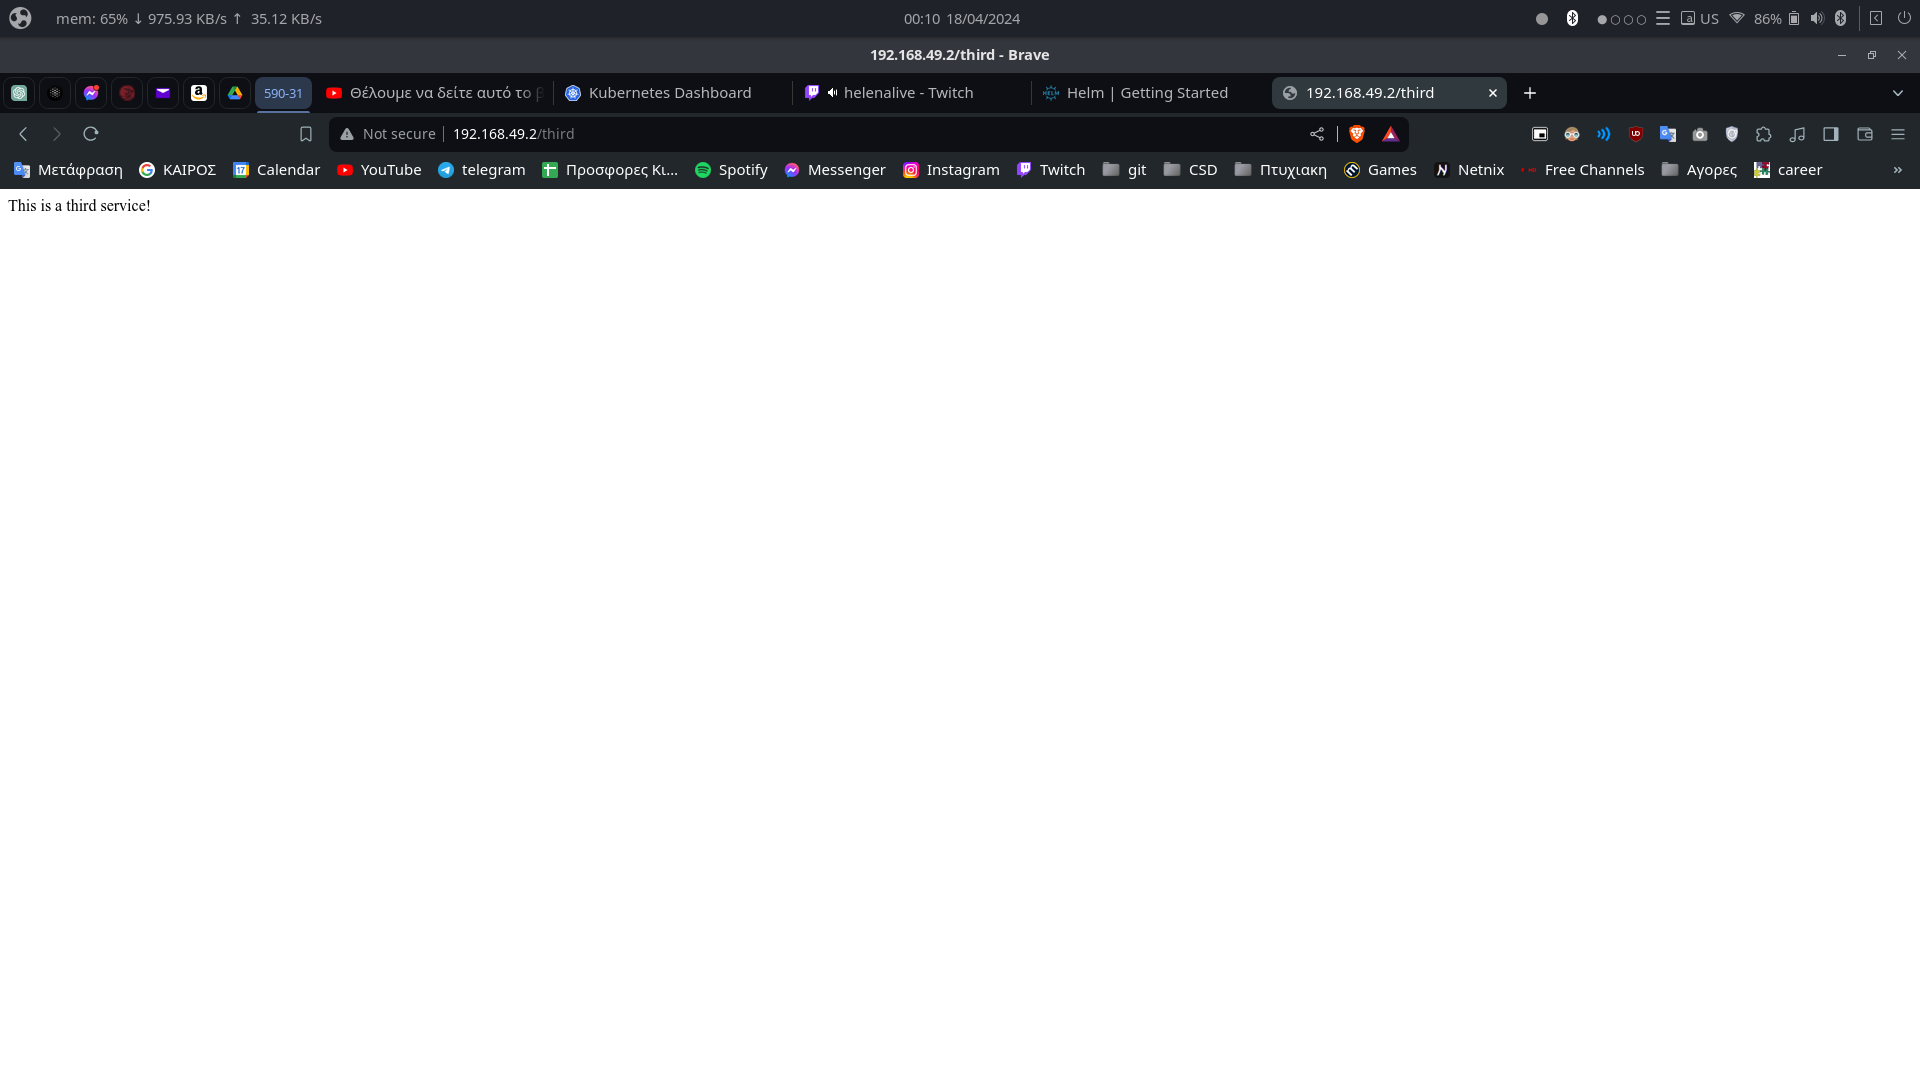 mem: 65% ↓ 975.93 KB/s ↑ 35.12 KB/s
00:10 18/04/2024
US
86%
192.168.49.2/third - Brave
590-31
Θέλουμε να δείτε αυτό το β
Kubernetes Dashboard
helenalive - Twitch
Helm | Getting Started
192.168.49.2/third
Not secure
192.168.49.2/third
Μετάφραση
ΚΑΙΡΟΣ
Calendar
YouTube
telegram
Προσφορες Κι...
Spotify
Messenger
Instagram
Twitch
git
CSD
Πτυχιακη
Games
Netnix
Free Channels
Αγορες
career
»
This is a third service!